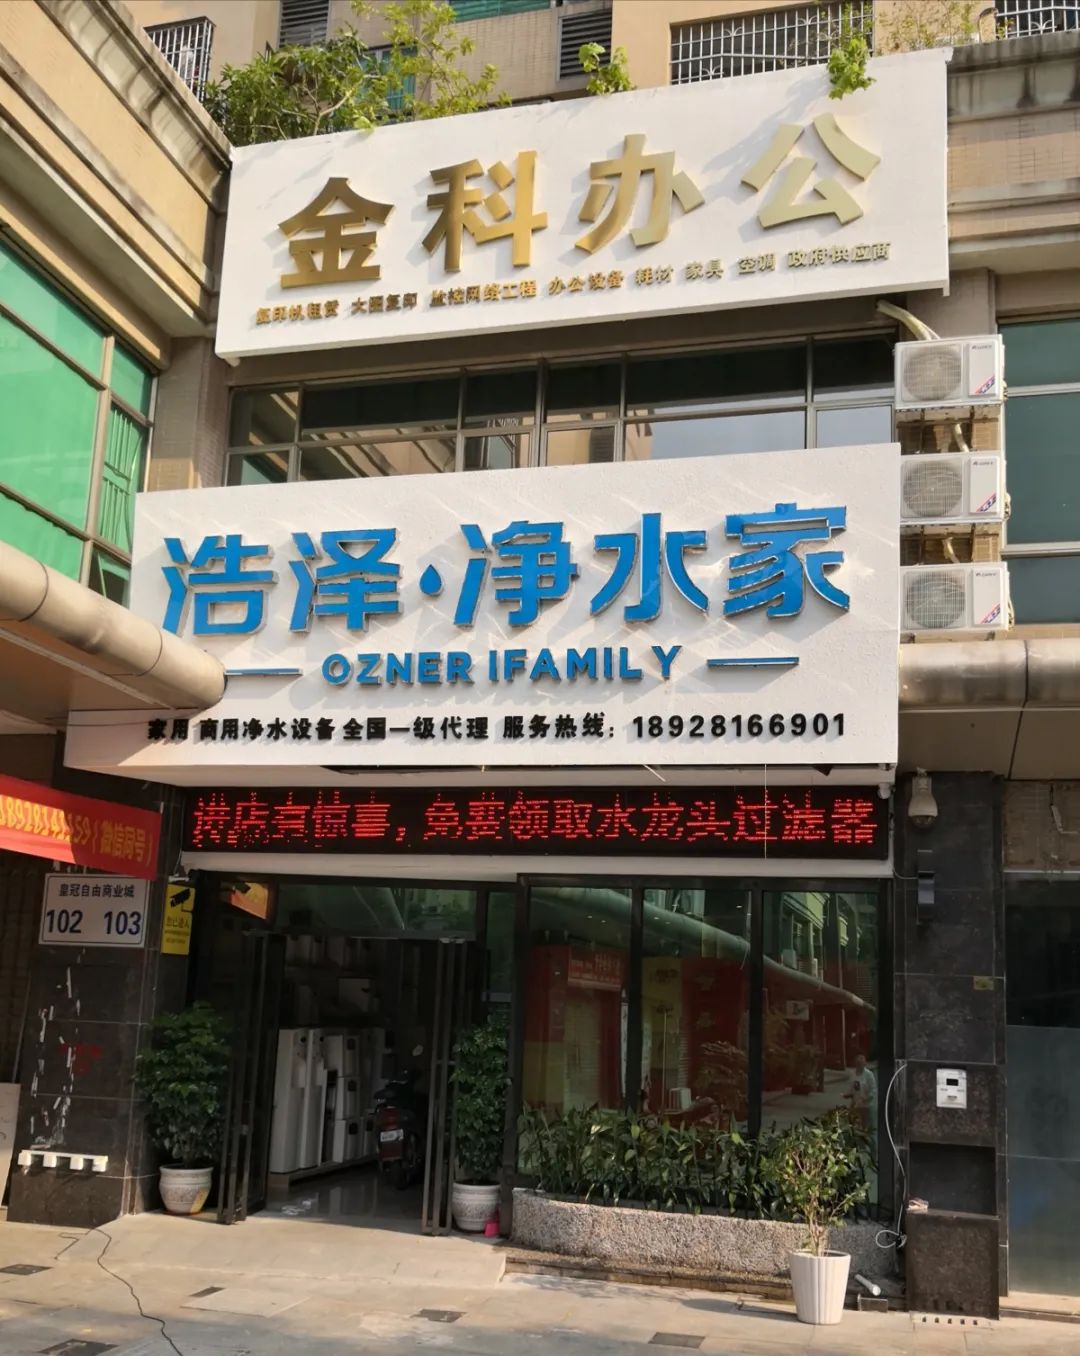 金科办公
复印机租赁 大图复印 监控网络工程 办公设备 耗材 家具 空调 政府供应商
浩泽·净水家
OZNER IFAMILY
家用 商用净水设备 全国一级代理 服务热线：18928166901
进店有惊喜，免费领取水龙头过滤器
（微信同号）
皇冠自由商业城
102 103